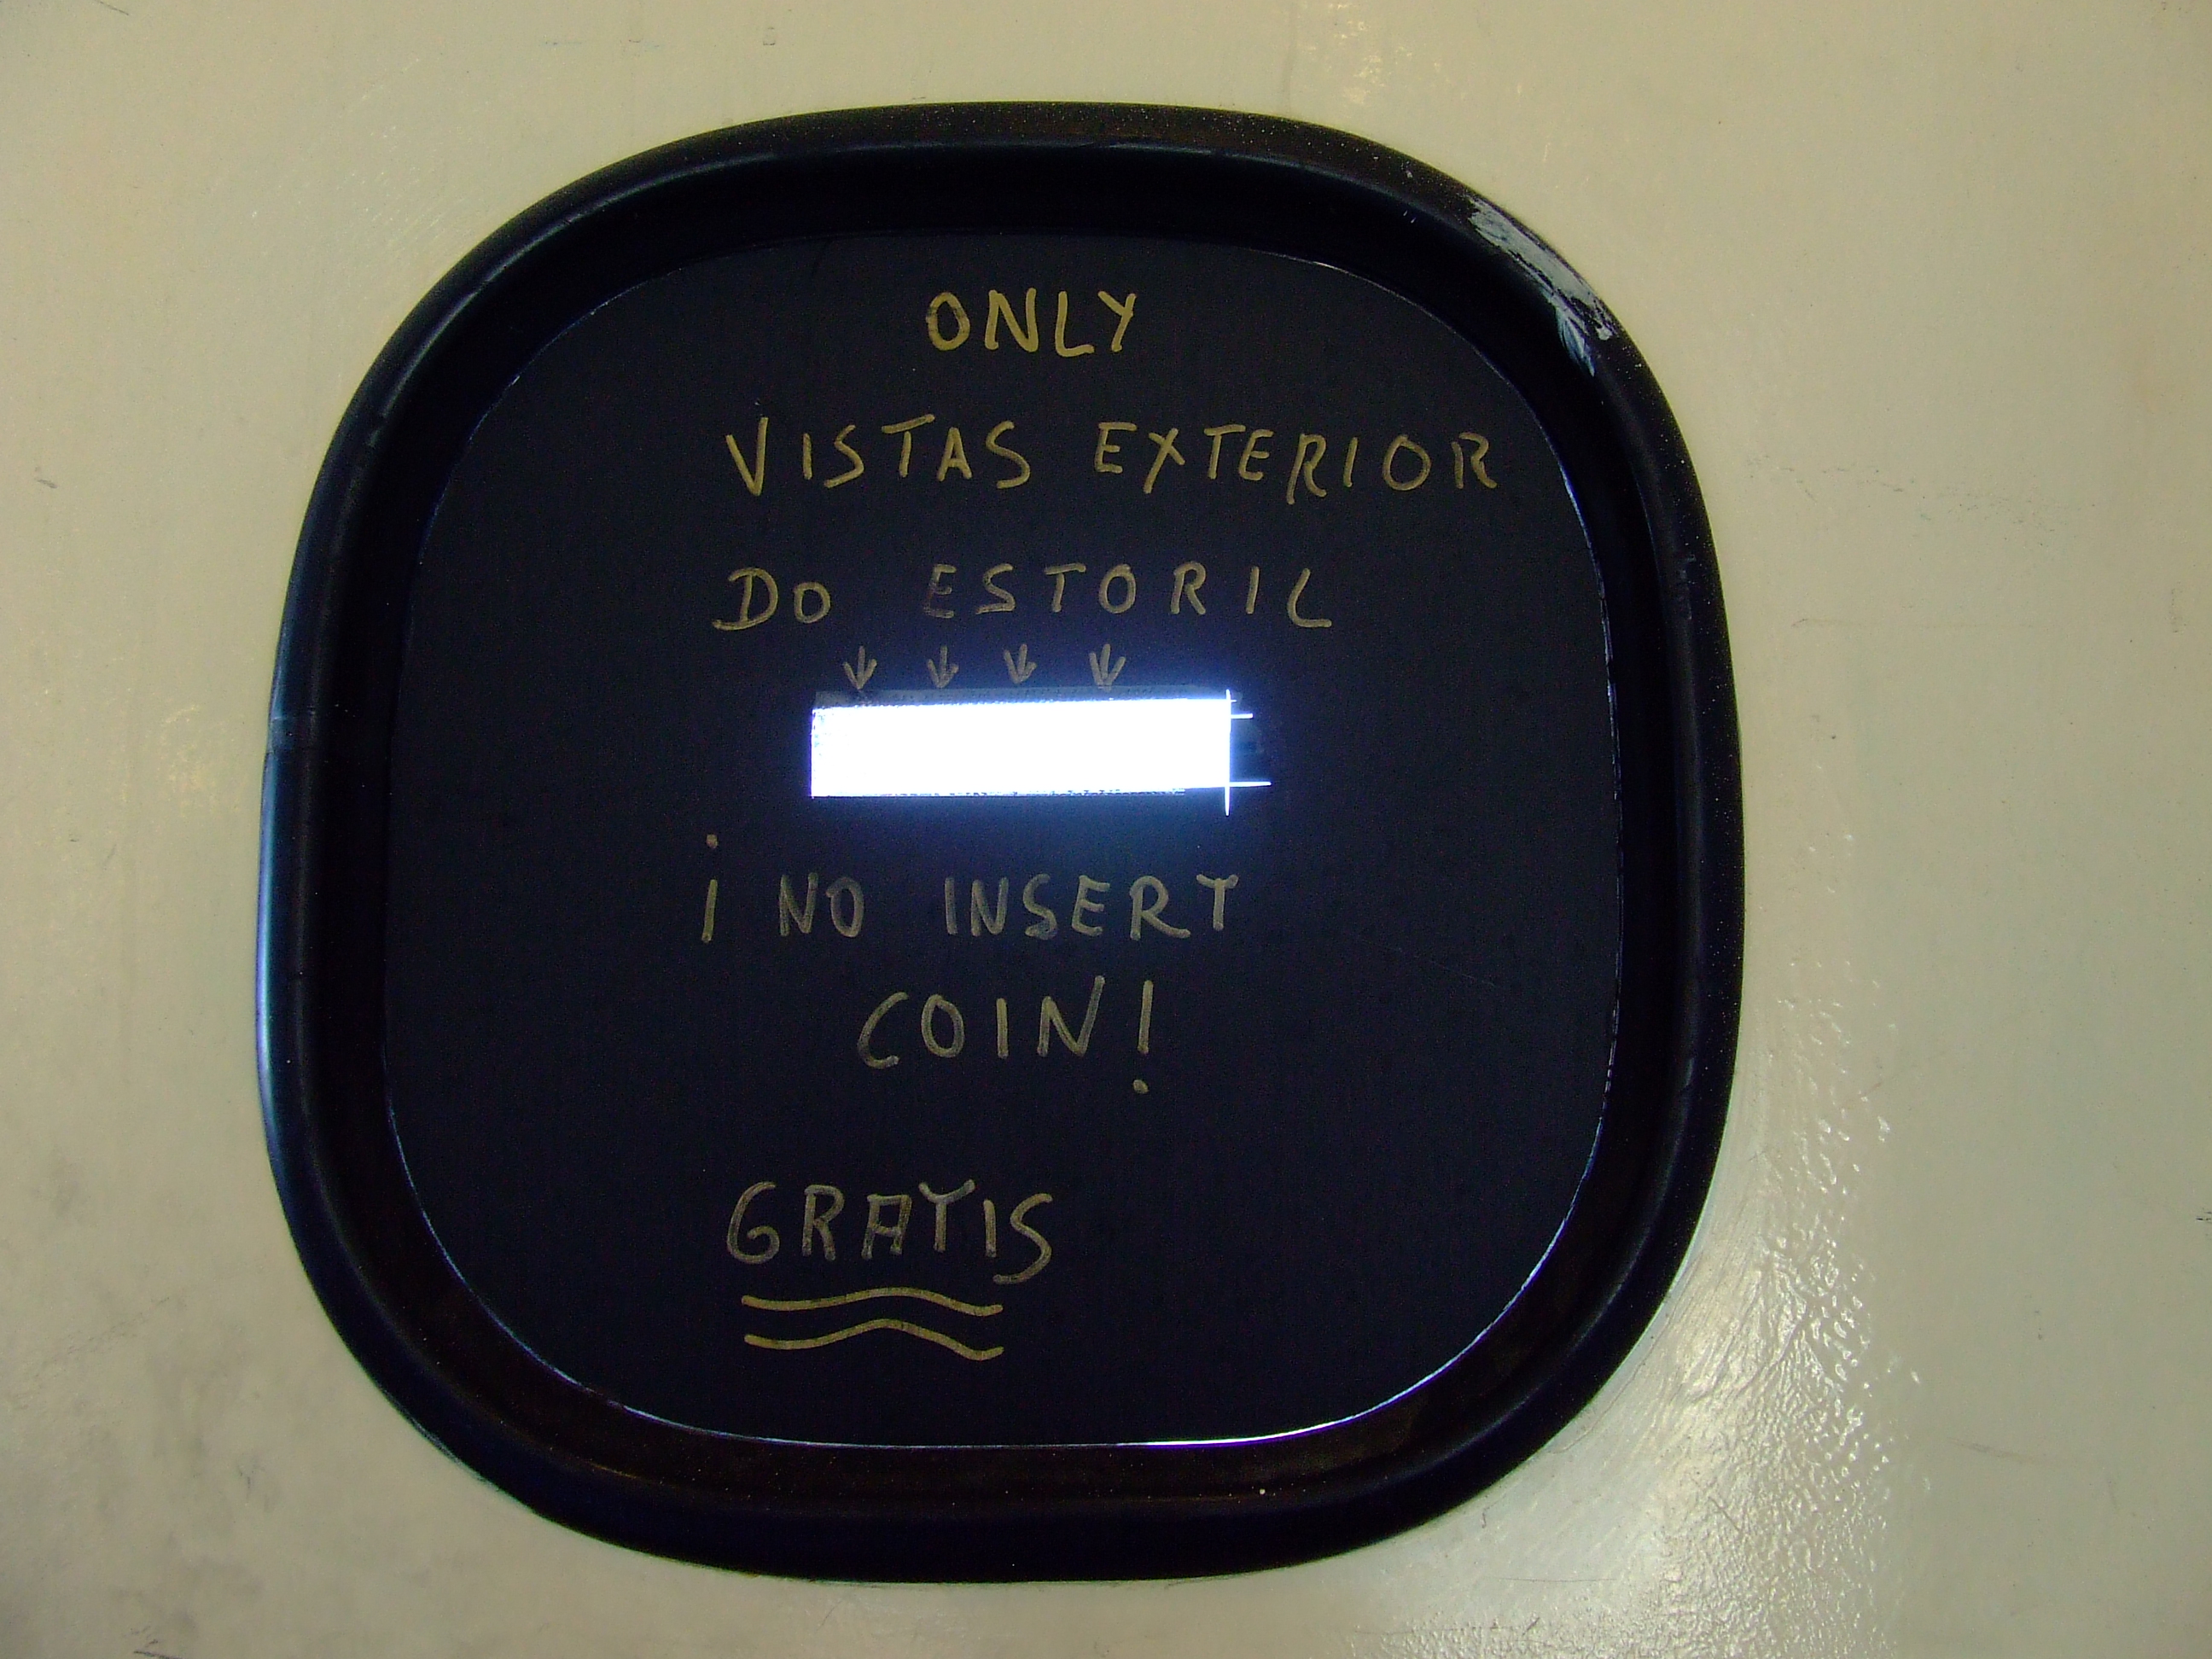 ONLY
VISTAS EXTERIOR
DO ESTORIL
↓ ↓ ↓ ↓
¡ NO INSERT
COIN!
GRATIS